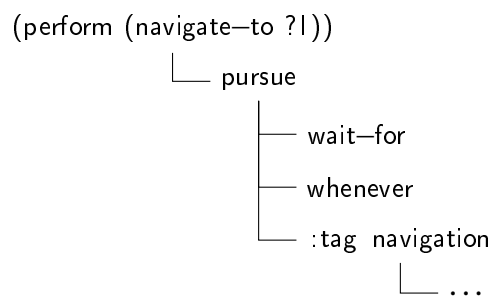 (perform (navigate–to ?l))
pursue
wait–for
whenever
:tag navigation
...